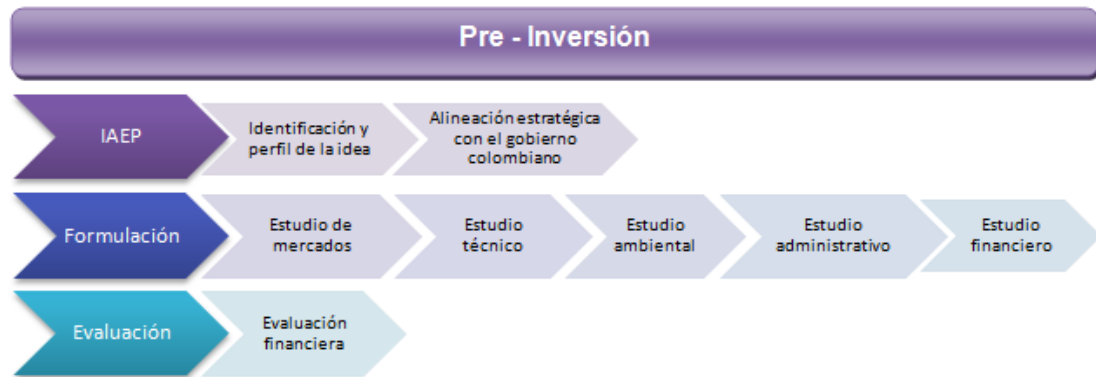 Pre - Inversión
IAEP
Identificación y
perfil de la idea
Alineación estratégica
con el gobierno
colombiano
Formulación
Estudio de
mercados
Estudio
técnico
Estudio
ambiental
Estudio
administrativo
Estudio
financiero
Evaluación
Evaluación
financiera